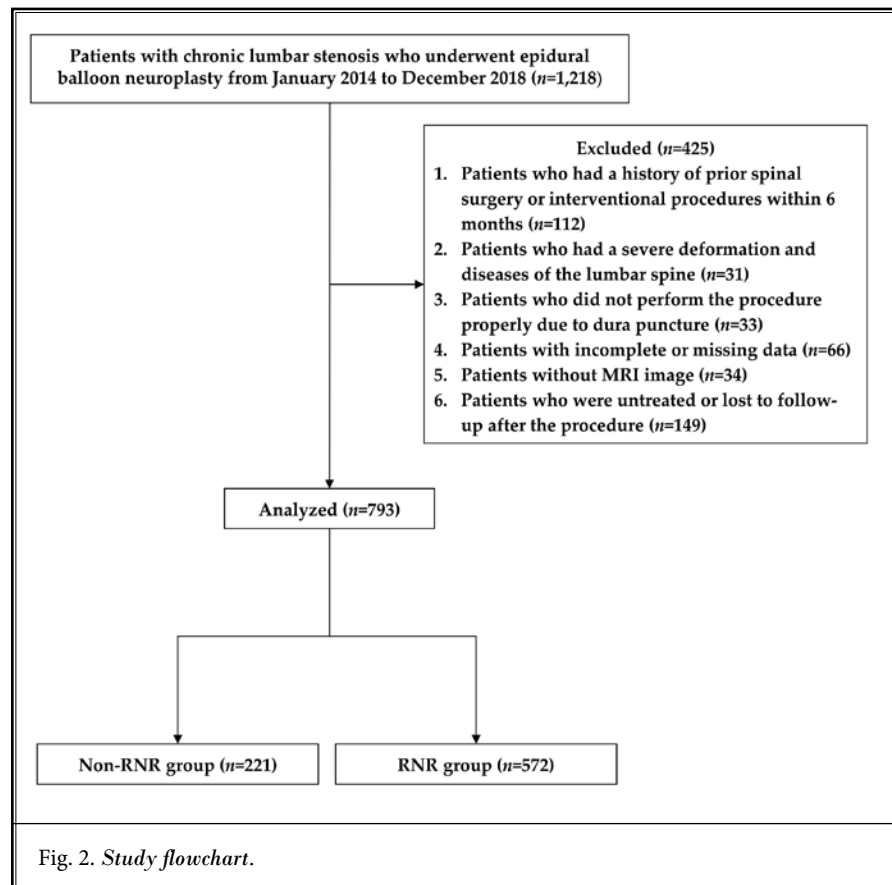 Patients with chronic lumbar stenosis who underwent epidural
balloon neuroplasty from January 2014 to December 2018 (n=1,218)
Excluded (n=425)
1. Patients who had a history of prior spinal
surgery or interventional procedures within 6
months (n=112)
2. Patients who had a severe deformation and
diseases of the lumbar spine (n=31)
3. Patients who did not perform the procedure
properly due to dura puncture (n=33)
4. Patients with incomplete or missing data (n=66)
5. Patients without MRI image (n=34)
6. Patients who were untreated or lost to follow-
up after the procedure (n=149)
Analyzed (n=793)
Non-RNR group (n=221)
RNR group (n=572)
Fig. 2. Study flowchart.